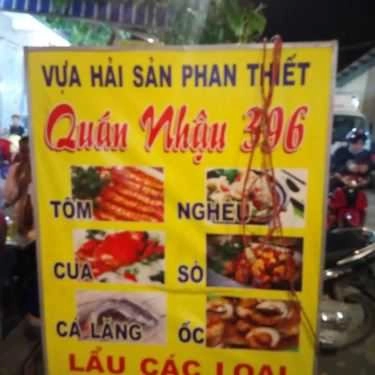 VỰA HẢI SẢN PHAN THIẾT
Quán Nhậu 396
TÔM NGHÊU
CUA SÒ
CÁ LĂNG ỐC
LẨU CÁC LOẠI